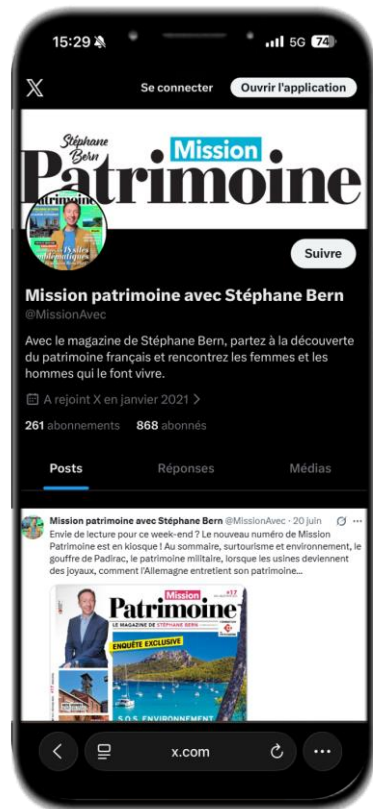 15:29
5G 74
X
Se connecter
Ouvrir l'application
Stéphane
Bern
Mission
Patrimoine
Suivre
Mission patrimoine avec Stéphane Bern
@MissionAvec
Avec le magazine de Stéphane Bern, partez à la découverte
du patrimoine français et rencontrez les femmes et les
hommes qui le font vivre.
A rejoint X en janvier 2021 >
261 abonnements 868 abonnés
Posts
Réponses
Médias
Mission patrimoine avec Stéphane Bern @MissionAvec · 20 juin
Envie de lecture pour ce week-end ? Le nouveau numéro de Mission
Patrimoine est en kiosque ! Au sommaire, surtourisme et environnement, le
gouffre de Padirac, le patrimoine militaire, lorsque les usines deviennent
des joyaux, comment l'Allemagne entretient son patrimoine...
Mission
Patrimoine
LE MAGAZINE DE STÉPHANE BERN
n°17
ENQUÊTE EXCLUSIVE
S.O.S. ENVIRONNEMENT
x.com